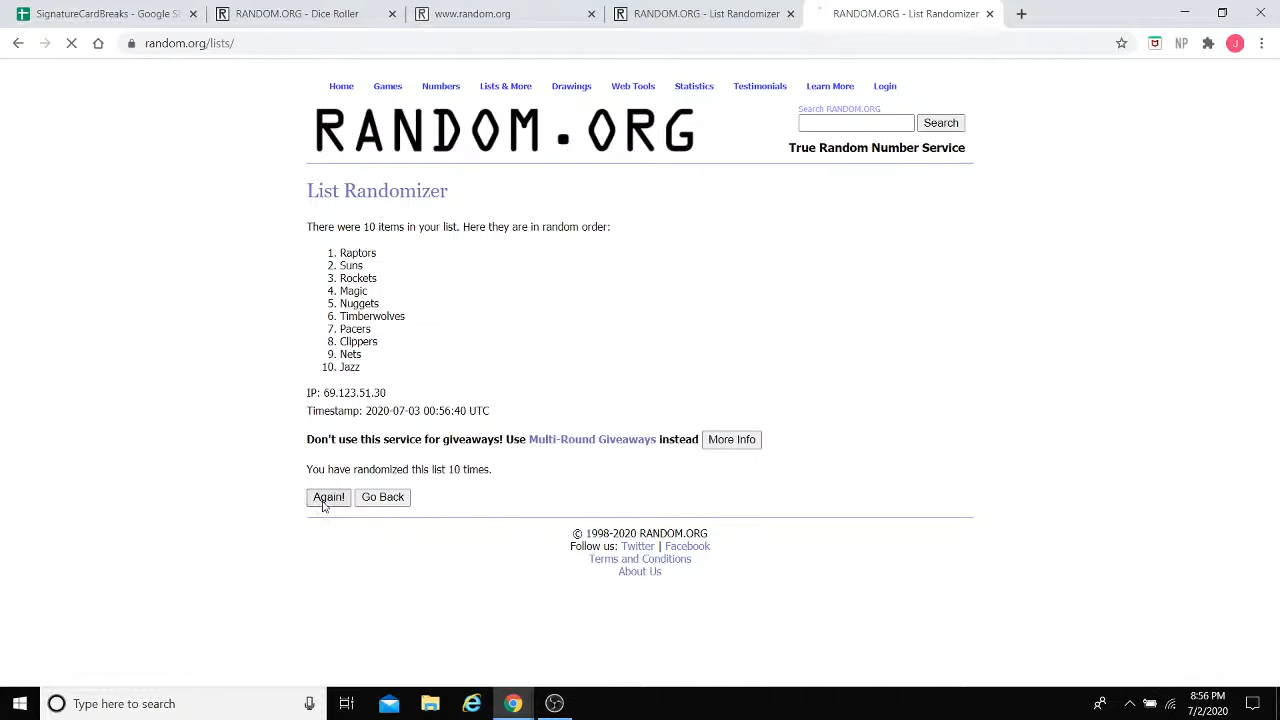 SignatureCardBreaks - Google S
RANDOM.ORG - Dice Roller
www.random.org
RANDOM.ORG - List Randomizer
RANDOM.ORG - List Randomizer
random.org/lists/
NP
J
Home Games Numbers Lists & More Drawings Web Tools Statistics Testimonials Learn More Login
RANDOM.ORG
Search RANDOM.ORG
Search
True Random Number Service
List Randomizer
There were 10 items in your list. Here they are in random order:
1. Raptors
2. Suns
3. Rockets
4. Magic
5. Nuggets
6. Timberwolves
7. Pacers
8. Clippers
9. Nets
10. Jazz
IP: 69.123.51.30
Timestamp: 2020-07-03 00:56:40 UTC
Don't use this service for giveaways! Use Multi-Round Giveaways instead More Info
You have randomized this list 10 times.
Again! Go Back
© 1998-2020 RANDOM.ORG
Follow us: Twitter | Facebook
Terms and Conditions
About Us
Type here to search
8:56 PM
7/2/2020